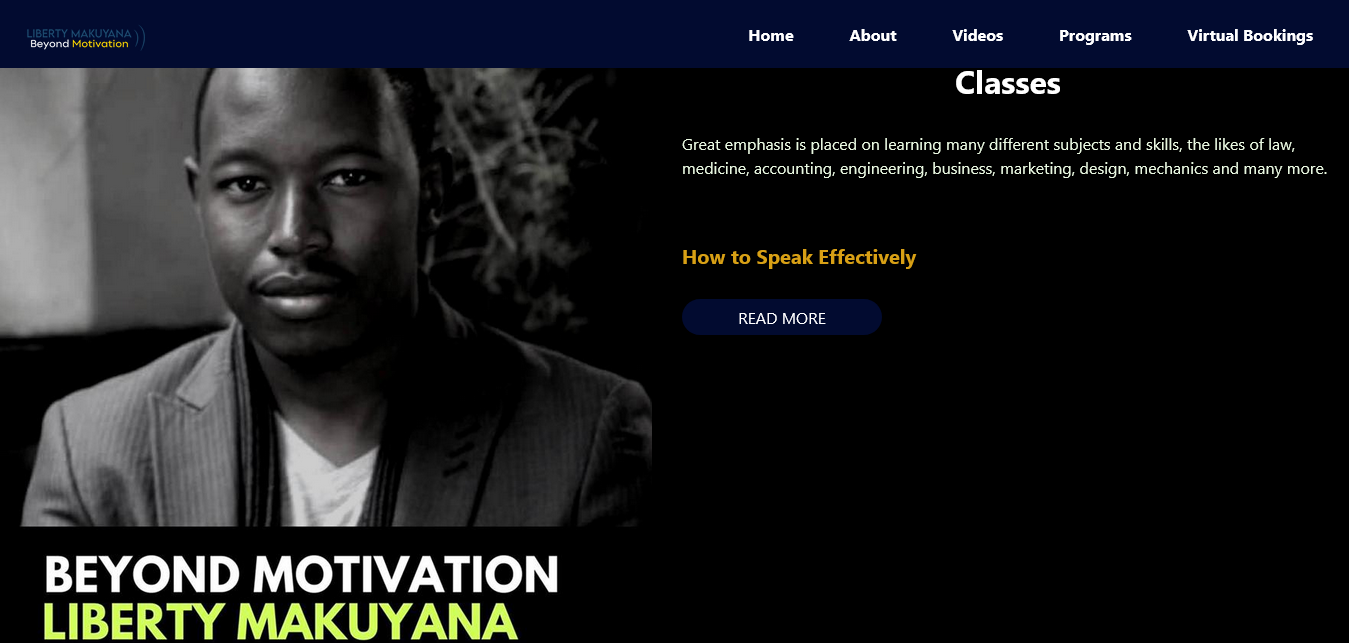 LIBERTY MAKUYANA
Beyond Motivation
Home About Videos Programs Virtual Bookings
Classes
Great emphasis is placed on learning many different subjects and skills, the likes of law,
medicine, accounting, engineering, business, marketing, design, mechanics and many more.
How to Speak Effectively
READ MORE
BEYOND MOTIVATION
LIBERTY MAKUYANA